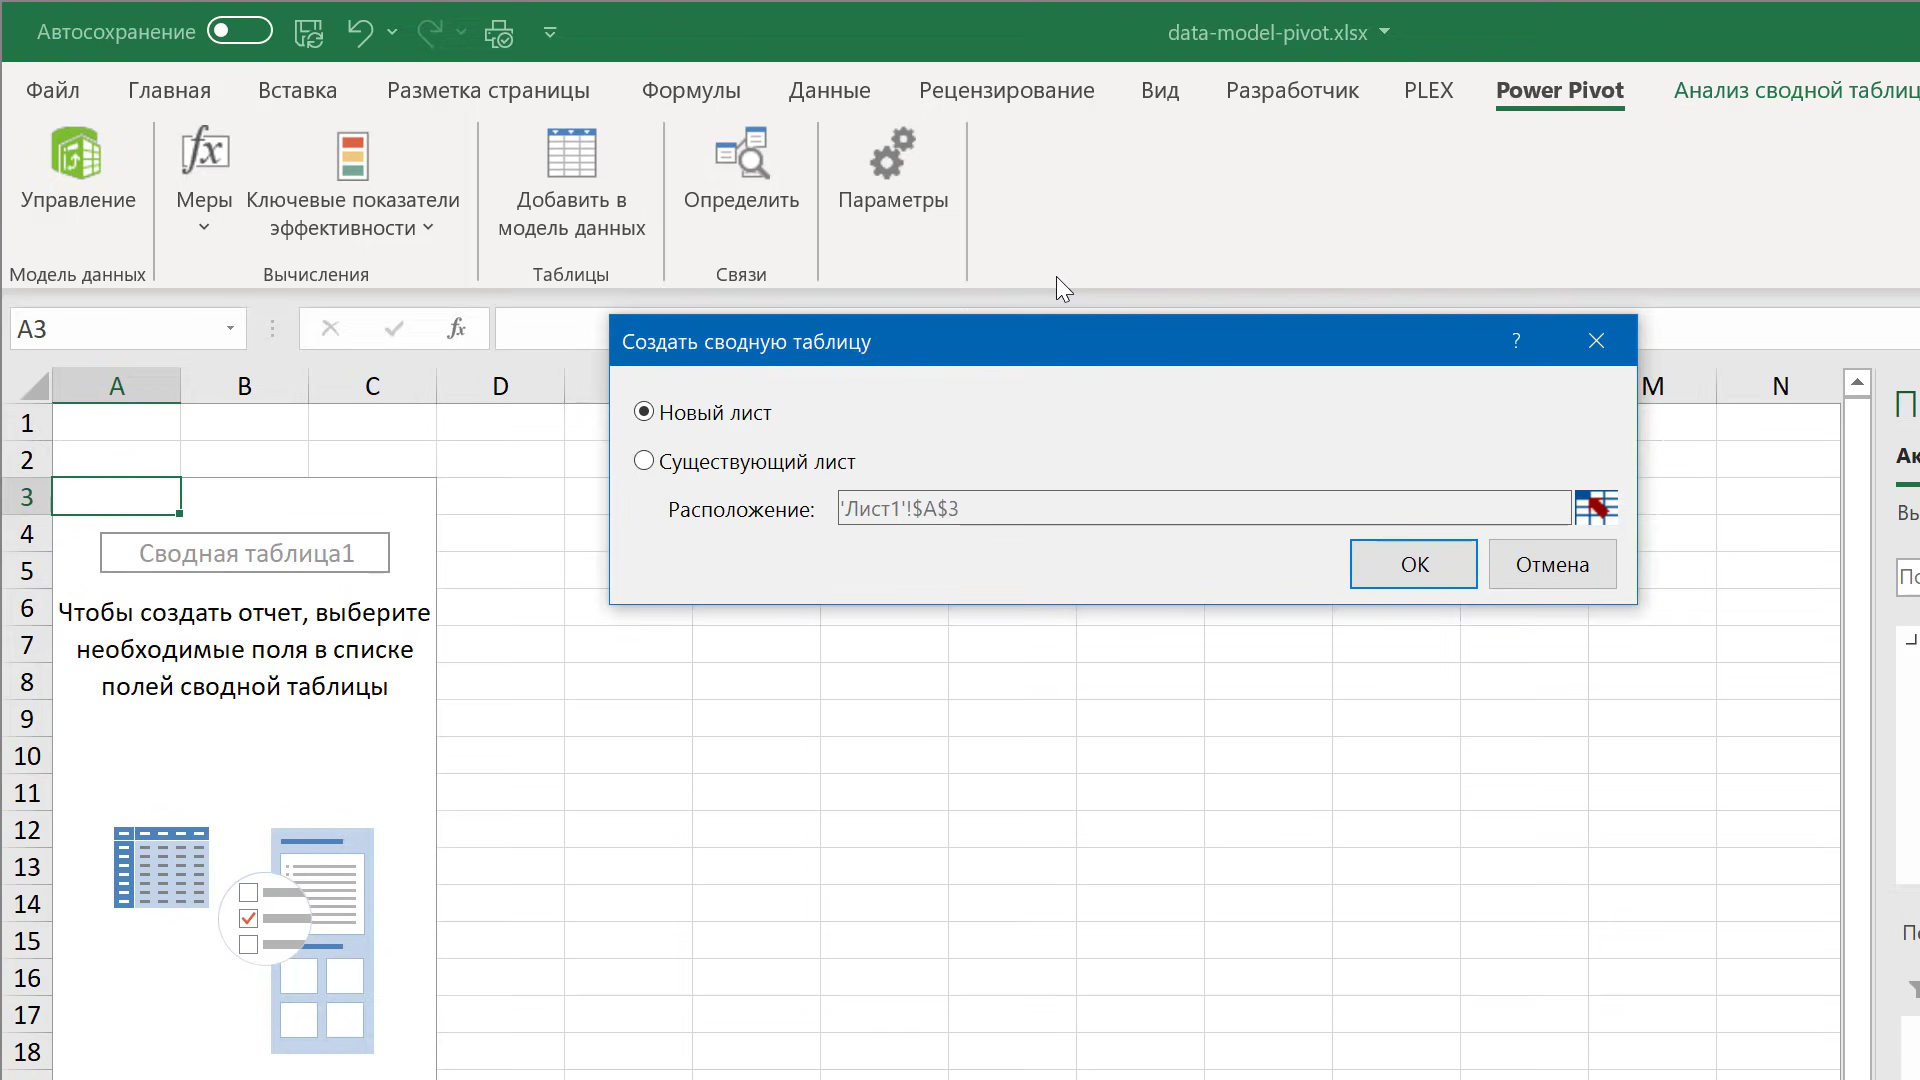 Автосохранение
data-model-pivot.xlsx
Файл Главная Вставка Разметка страницы Формулы Данные Рецензирование Вид Разработчик PLEX Power Pivot Анализ сводной таблиц
Управление
Меры
Ключевые показатели
эффективности
Добавить в
модель данных
Определить
Параметры
Модель данных Вычисления Таблицы Связи
A3
fx
Создать сводную таблицу ?
Новый лист
Существующий лист
Расположение: 'Лист1'!$A$3
ОК Отмена
A B C D M N
1
2
3
4
5
6
7
8
9
10
11
12
13
14
15
16
17
18
Сводная таблица1
Чтобы создать отчет, выберите
необходимые поля в списке
полей сводной таблицы
П
Ак
Вы
По